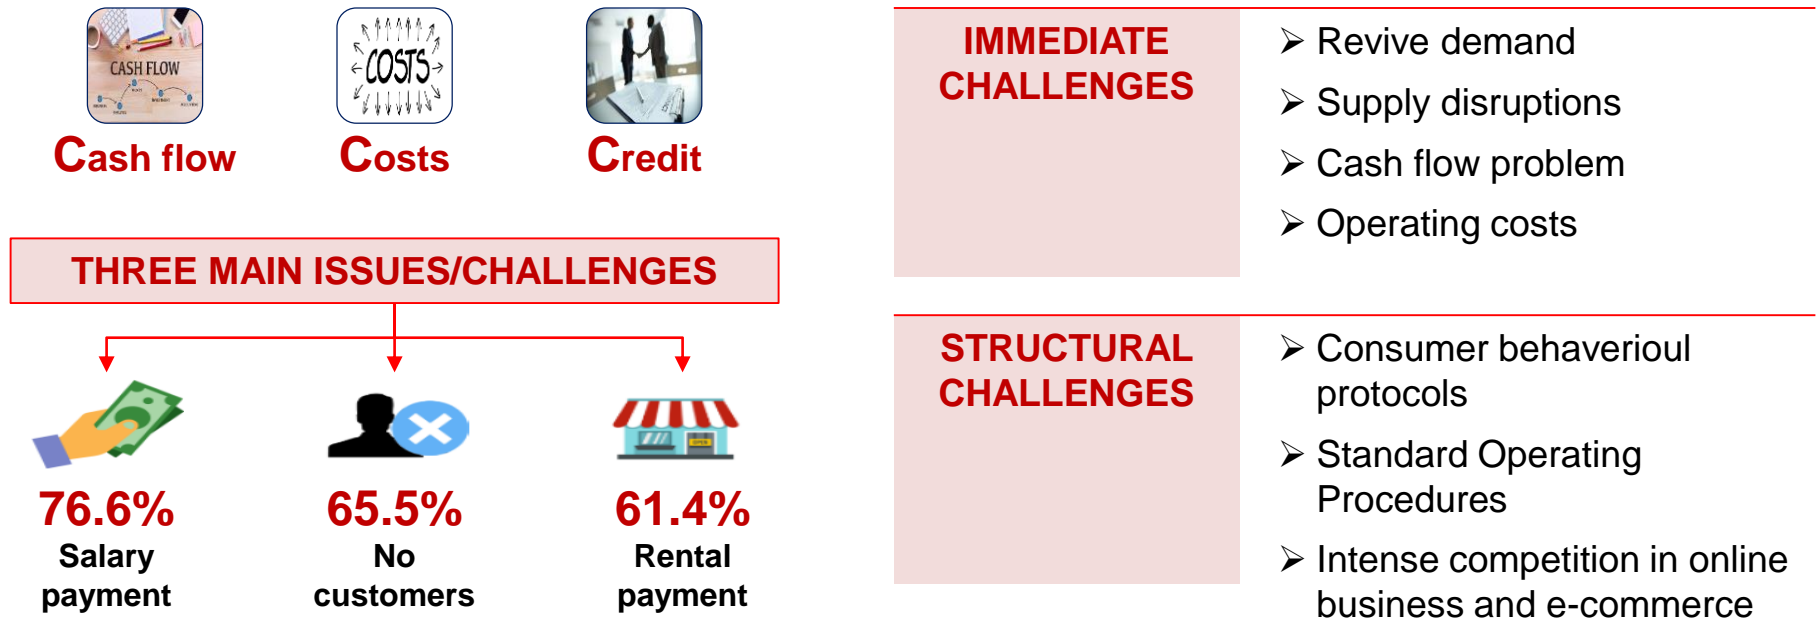 CASH FLOW
COSTS
Cash flow
Costs
Credit
THREE MAIN ISSUES/CHALLENGES
OPEN
76.6%
Salary
payment
65.5%
No
customers
61.4%
Rental
payment
IMMEDIATE
CHALLENGES
➢ Revive demand
➢ Supply disruptions
➢ Cash flow problem
➢ Operating costs
STRUCTURAL
CHALLENGES
➢ Consumer behaverioul
protocols
➢ Standard Operating
Procedures
➢ Intense competition in online
business and e-commerce